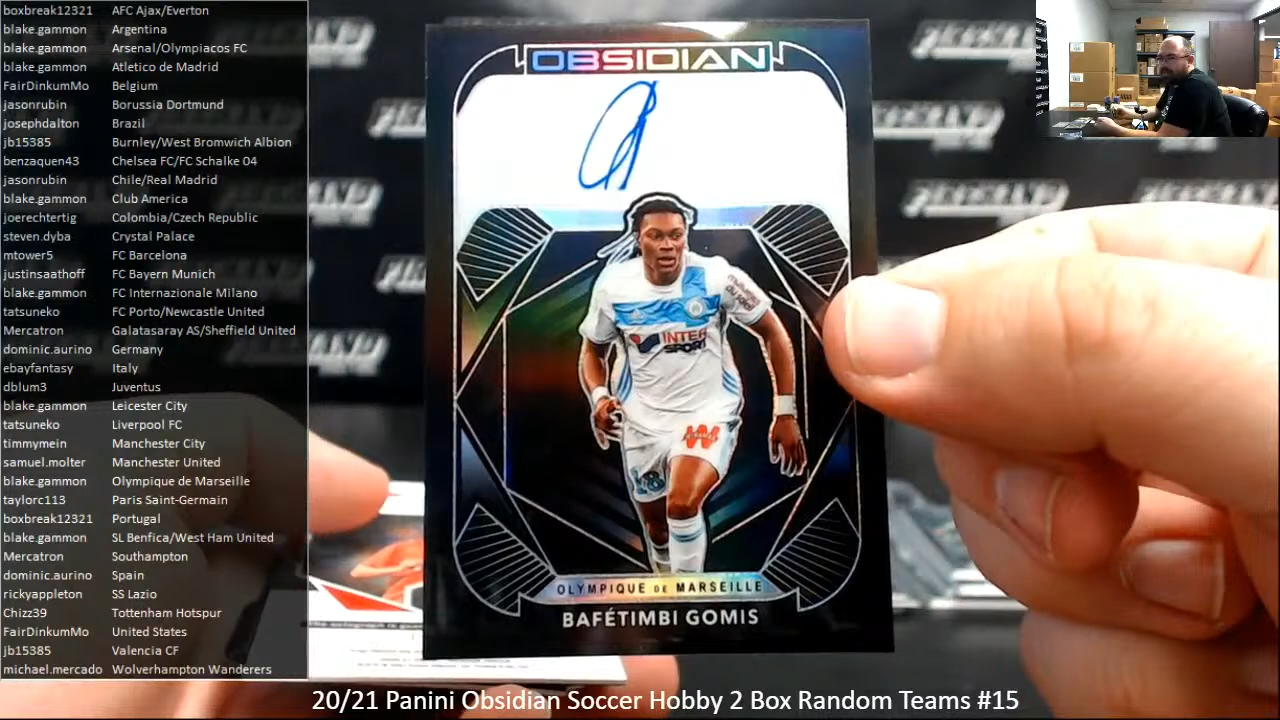 boxbreak12321 AFC Ajax/Everton
blake.gammon Argentina
blake.gammon Arsenal/Olympiacos FC
blake.gammon Atletico de Madrid
FairDinkumMo Belgium
jasonrubin Borussia Dortmund
josephdalton Brazil
jb15385 Burnley/West Bromwich Albion
benzaquen43 Chelsea FC/FC Schalke 04
jasonrubin Chile/Real Madrid
blake.gammon Club America
joerechtertig Colombia/Czech Republic
steven.dyba Crystal Palace
mtower5 FC Barcelona
justinsaathoff FC Bayern Munich
blake.gammon FC Internazionale Milano
tatsuneko FC Porto/Newcastle United
Mercatron Galatasaray AS/Sheffield United
dominic.aurino Germany
ebayfantasy Italy
dblum3 Juventus
blake.gammon Leicester City
tatsuneko Liverpool FC
timmymein Manchester City
samuel.molter Manchester United
blake.gammon Olympique de Marseille
taylorc113 Paris Saint-Germain
boxbreak12321 Portugal
blake.gammon SL Benfica/West Ham United
Mercatron Southampton
dominic.aurino Spain
rickyappleton SS Lazio
Chizz39 Tottenham Hotspur
FairDinkumMo United States
jb15385 Valencia CF
michael.mercado Wolverhampton Wanderers
OBSIDIAN
mutuelle
du soleil
INTER
SPORT
OLYMPIQUE DE MARSEILLE
BAFÉTIMBI GOMIS
20/21 Panini Obsidian Soccer Hobby 2 Box Random Teams #15